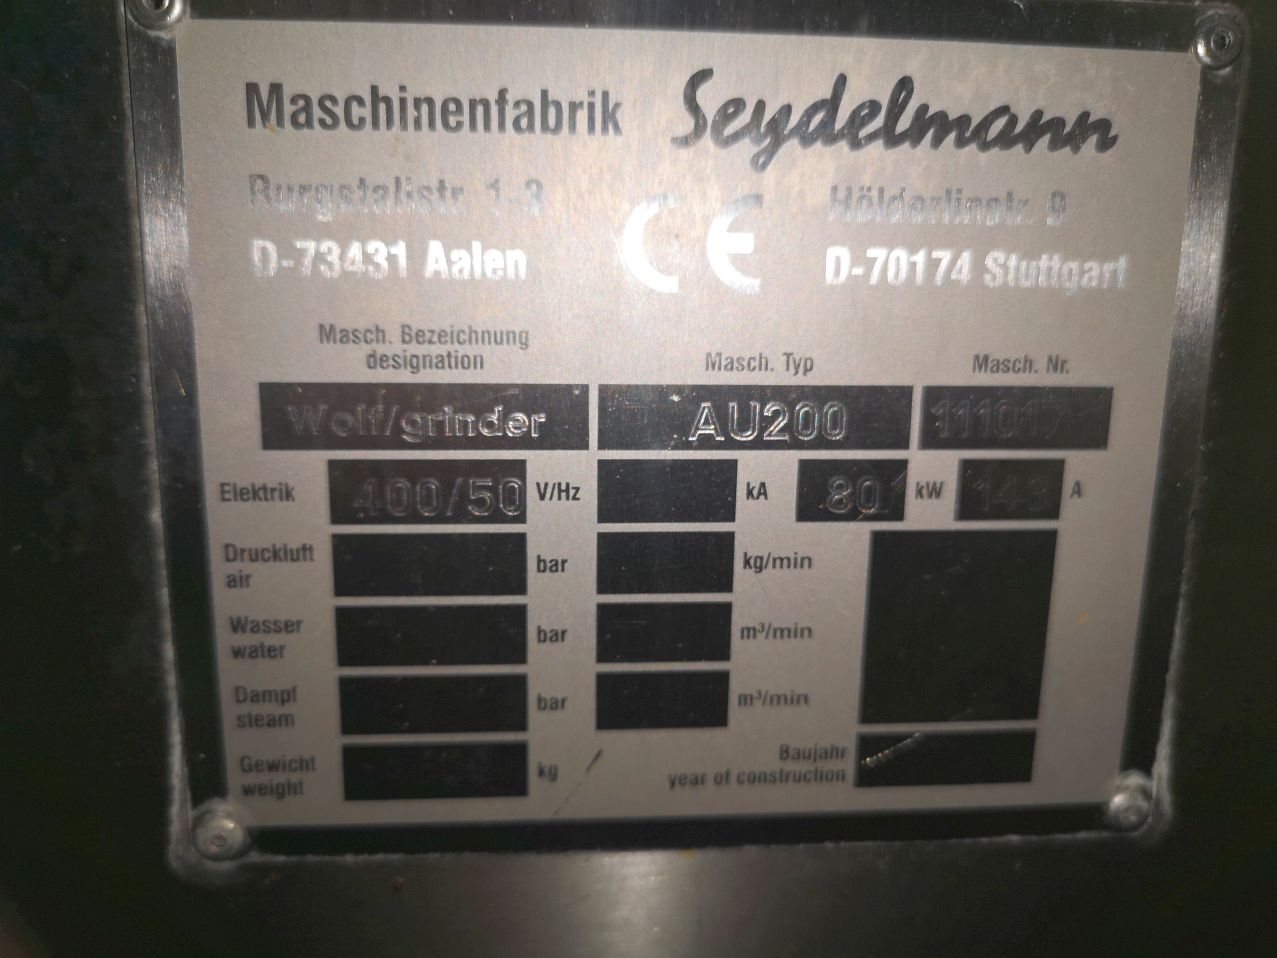 Maschinenfabrik Seydelmann
Burgstallstr. 1-3 CE Hölderlinstr. 9
D-73431 Aalen D-70174 Stuttgart
Masch. Bezeichnung
designation Masch. Typ Masch. Nr.
Wolf/grinder AU200
Elektrik 400/50 V/Hz kA 80 kW 143 A
Druckluft
air bar kg/min
Wasser
water bar m³/min
Dampf
steam bar m³/min
Gewicht
weight kg
Baujahr
year of construction